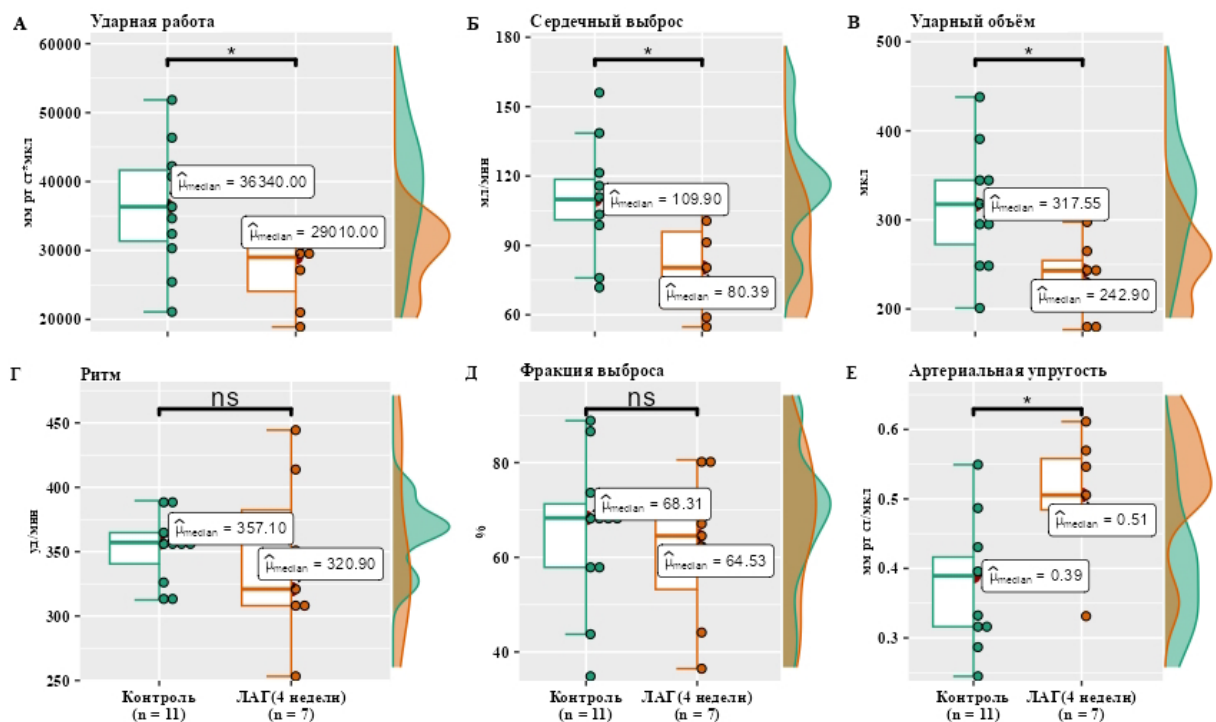 А Ударная работа
60000
50000
40000
30000
20000
мм рт ст*мкл
*
μ̂median = 36340.00
μ̂median = 29010.00
Б Сердечный выброс
180
150
120
90
60
мл/мин
*
μ̂median = 109.90
μ̂median = 80.39
В Ударный объём
500
400
300
200
мкл
*
μ̂median = 317.55
μ̂median = 242.90
Г Ритм
450
400
350
300
250
уд/мин
ns
μ̂median = 357.10
μ̂median = 320.90
Контроль
(n = 11)
ЛАГ(4 недели)
(n = 7)
Д Фракция выброса
80
60
40
%
ns
μ̂median = 68.31
μ̂median = 64.53
Контроль
(n = 11)
ЛАГ(4 недели)
(n = 7)
Е Артериальная упругость
0.6
0.5
0.4
0.3
мм рт ст/мкл
*
μ̂median = 0.51
μ̂median = 0.39
Контроль
(n = 11)
ЛАГ(4 недели)
(n = 7)